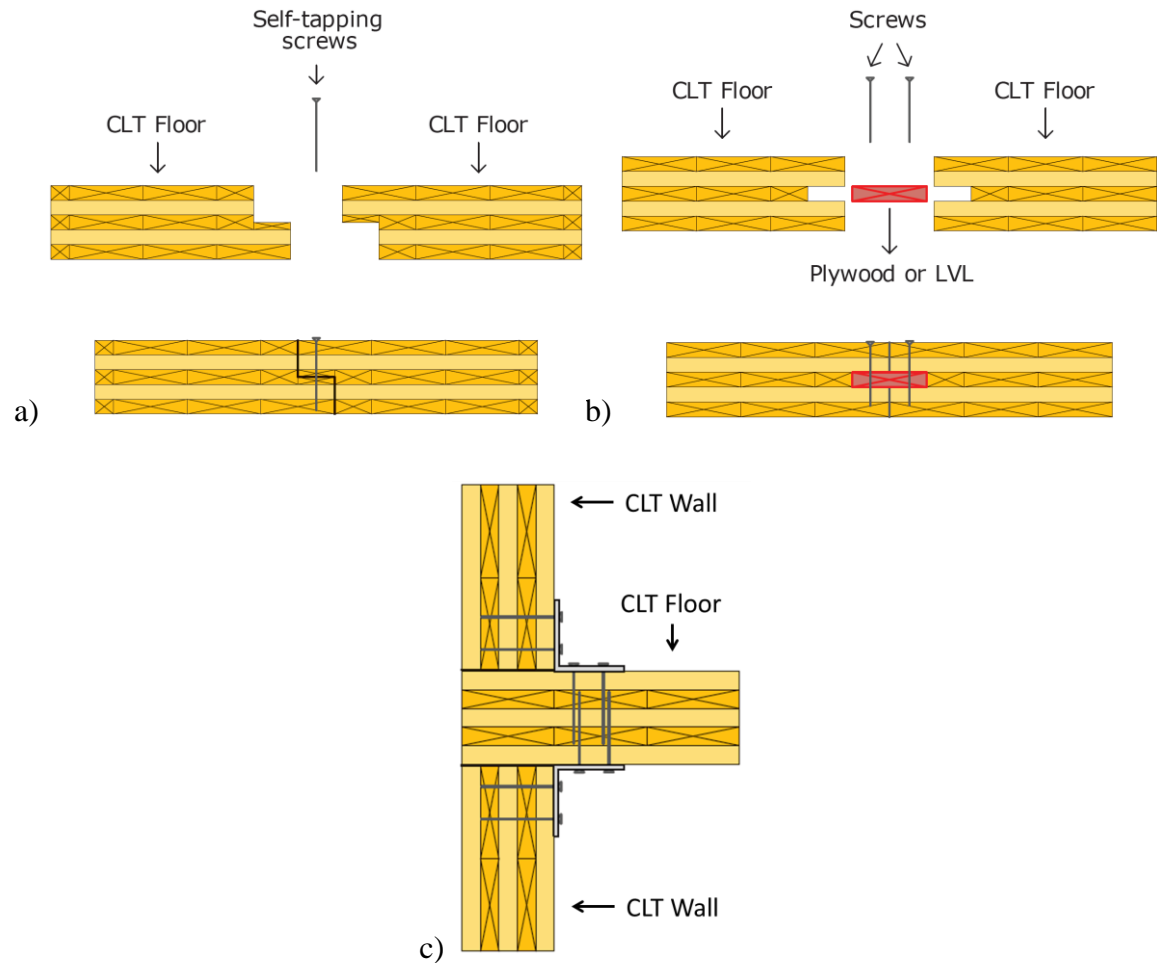 Self-tapping
screws
CLT Floor
CLT Floor
a)
Screws
CLT Floor
CLT Floor
Plywood or LVL
b)
CLT Wall
CLT Floor
CLT Wall
c)